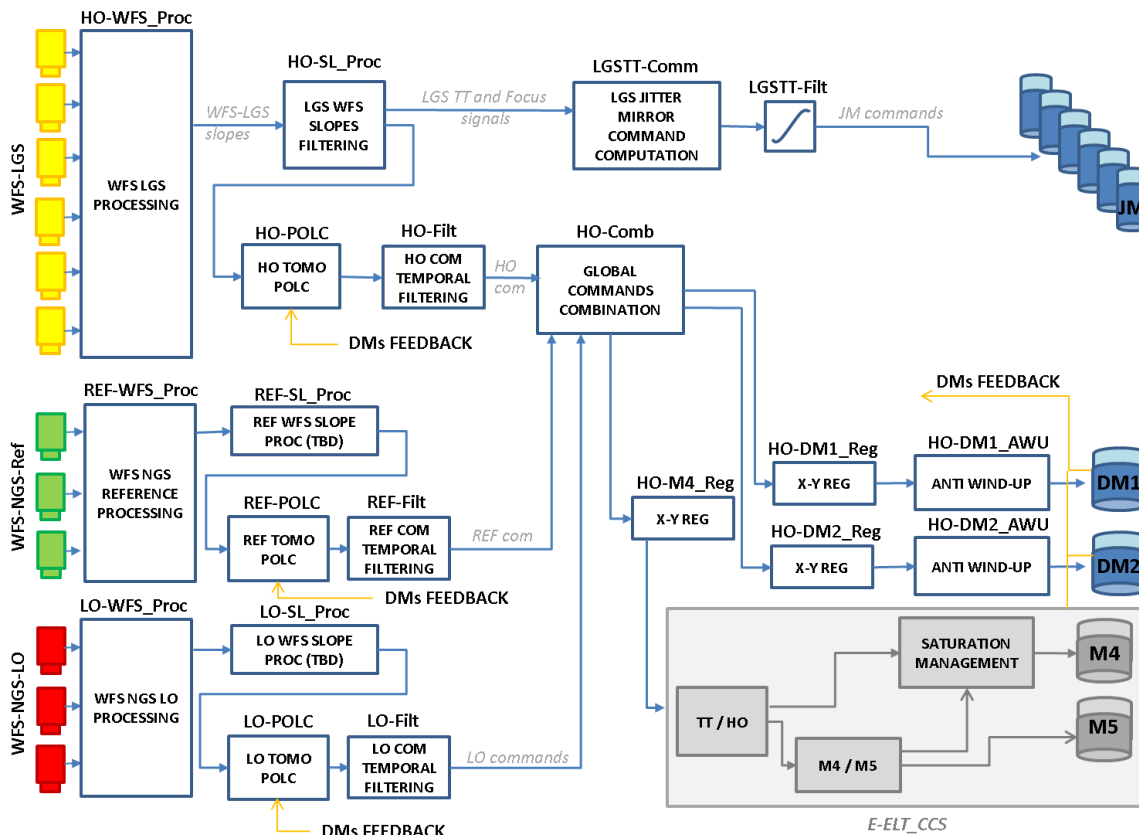 HO-WFS_Proc
WFS-LGS
WFS LGS
PROCESSING
WFS-LGS
slopes
HO-SL_Proc
LGS WFS
SLOPES
FILTERING
LGS TT and Focus
signals
LGSTT-Comm
LGS JITTER
MIRROR
COMMAND
COMPUTATION
LGSTT-Filt
JM commands
JM
HO-POLC
HO TOMO
POLC
HO-Filt
HO COM
TEMPORAL
FILTERING
HO
com
HO-Comb
GLOBAL
COMMANDS
COMBINATION
DMs FEEDBACK
REF-WFS_Proc
WFS-NGS-Ref
WFS NGS
REFERENCE
PROCESSING
REF-SL_Proc
REF WFS SLOPE
PROC (TBD)
REF-POLC
REF TOMO
POLC
REF-Filt
REF COM
TEMPORAL
FILTERING
REF com
DMs FEEDBACK
DMs FEEDBACK
HO-M4_Reg
X-Y REG
HO-DM1_Reg
X-Y REG
HO-DM1_AWU
ANTI WIND-UP
DM1
HO-DM2_Reg
X-Y REG
HO-DM2_AWU
ANTI WIND-UP
DM2
LO-WFS_Proc
WFS-NGS-LO
WFS NGS LO
PROCESSING
LO-SL_Proc
LO WFS SLOPE
PROC (TBD)
LO-POLC
LO TOMO
POLC
LO-Filt
LO COM
TEMPORAL
FILTERING
LO commands
DMs FEEDBACK
SATURATION
MANAGEMENT
M4
TT / HO
M4 / M5
M5
E-ELT_CCS